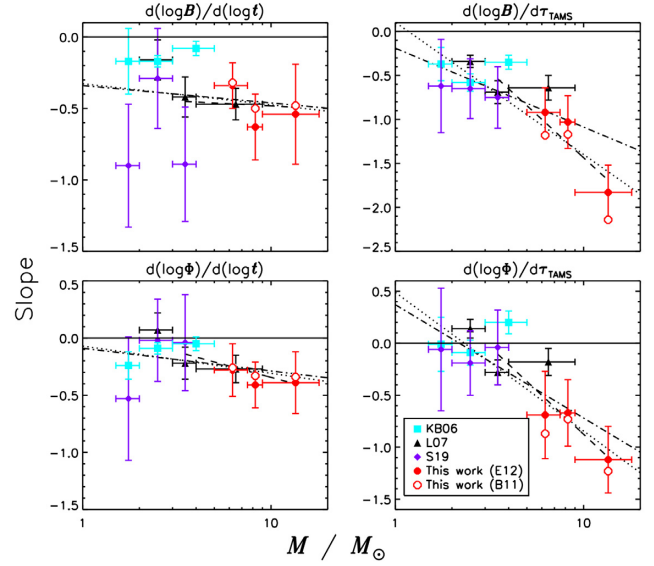 d(logB)/d(logt)
d(logB)/dτTAMS
0.0
−0.5
−1.0
−1.5
0.0
−0.5
−1.0
−1.5
−2.0
−2.5
d(logΦ)/d(logt)
d(logΦ)/dτTAMS
Slope
0.5
0.0
−0.5
−1.0
−1.5
0.5
0.0
−0.5
−1.0
−1.5
KB06
L07
S19
This work (E12)
This work (B11)
1
10
1
10
M / M☉